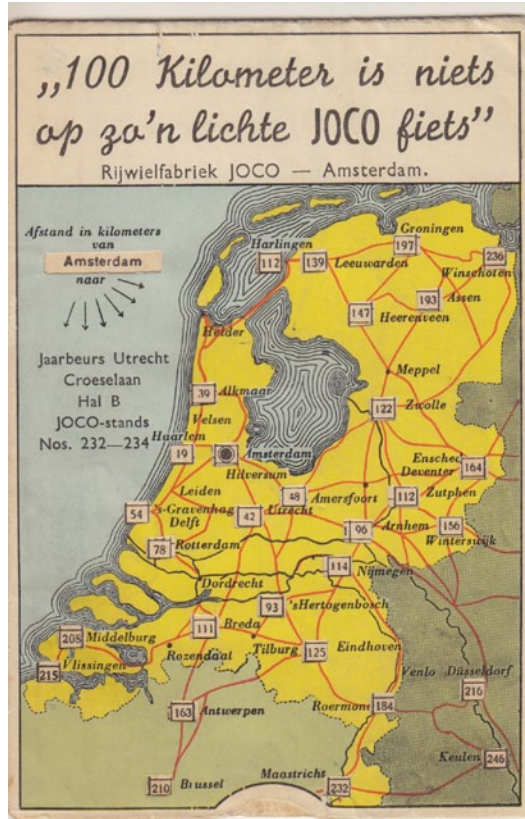 „100 Kilometer is niets
op zo'n lichte JOCO fiets”
Rijwielfabriek JOCO — Amsterdam.
Afstand in kilometers
van
Amsterdam
naar
Jaarbeurs Utrecht
Croeselaan
Hal B
JOCO-stands
Nos. 232—234
Groningen
197
Harlingen
112
139
Leeuwarden
236
Winschoten
193
Assen
147
Heerenveen
Helder
Meppel
39
Alkmaar
122
Zwolle
Velsen
Haarlem
19
Amsterdam
Hilversum
Ensched
Deventer
164
Leiden
48
Amersfoort
112
Zutphen
54
's-Gravenhag
Delft
42
Utrecht
96
Arnhem
156
Winterswijk
78
Rotterdam
114
Nijmegen
Dordrecht
93
'sHertogenbosch
208
Middelburg
111
Breda
215
Vlissingen
Rozendaal
Tilburg
125
Eindhoven
Venlo
Düsseldorf
216
163
Antwerpen
Roermond
184
Keulen
246
210
Brussel
Maastricht
232